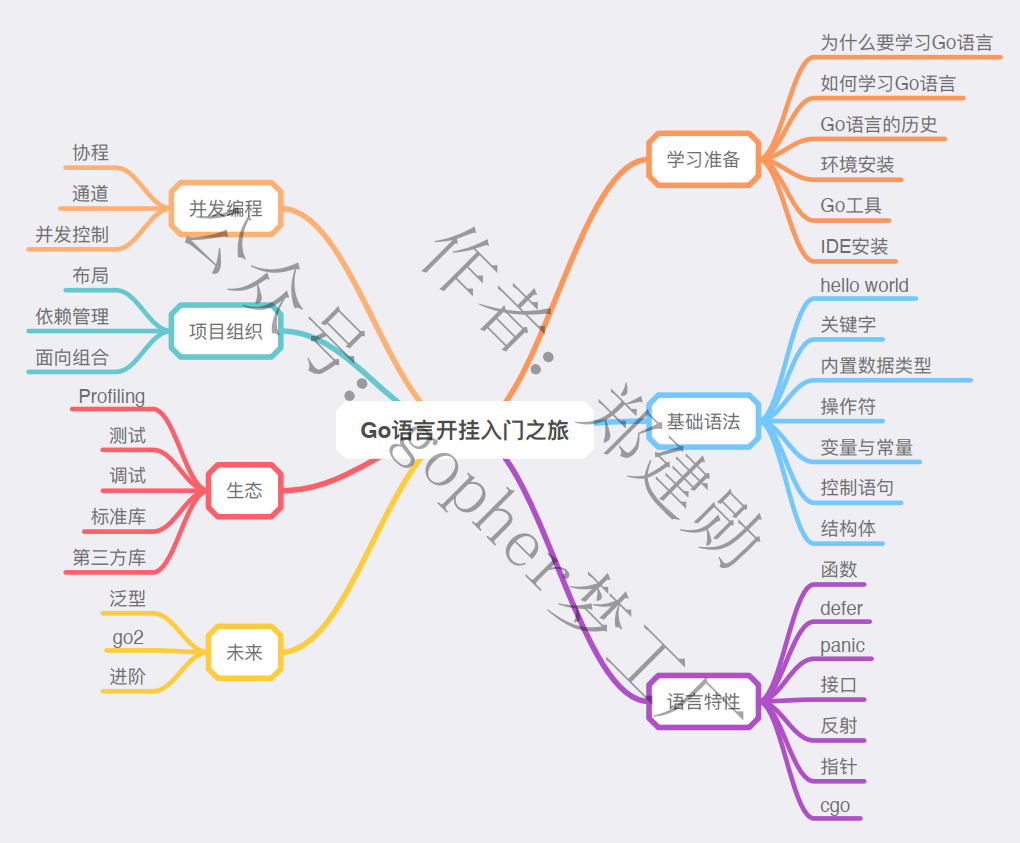 Go语言开挂入门之旅
学习准备
为什么要学习Go语言
如何学习Go语言
Go语言的历史
环境安装
Go工具
IDE安装
基础语法
hello world
关键字
内置数据类型
操作符
变量与常量
控制语句
结构体
语言特性
函数
defer
panic
接口
反射
指针
cgo
并发编程
协程
通道
并发控制
项目组织
布局
依赖管理
面向组合
生态
Profiling
测试
调试
标准库
第三方库
未来
泛型
go2
进阶
作者：郑建勋
公众号：gopher梦工厂